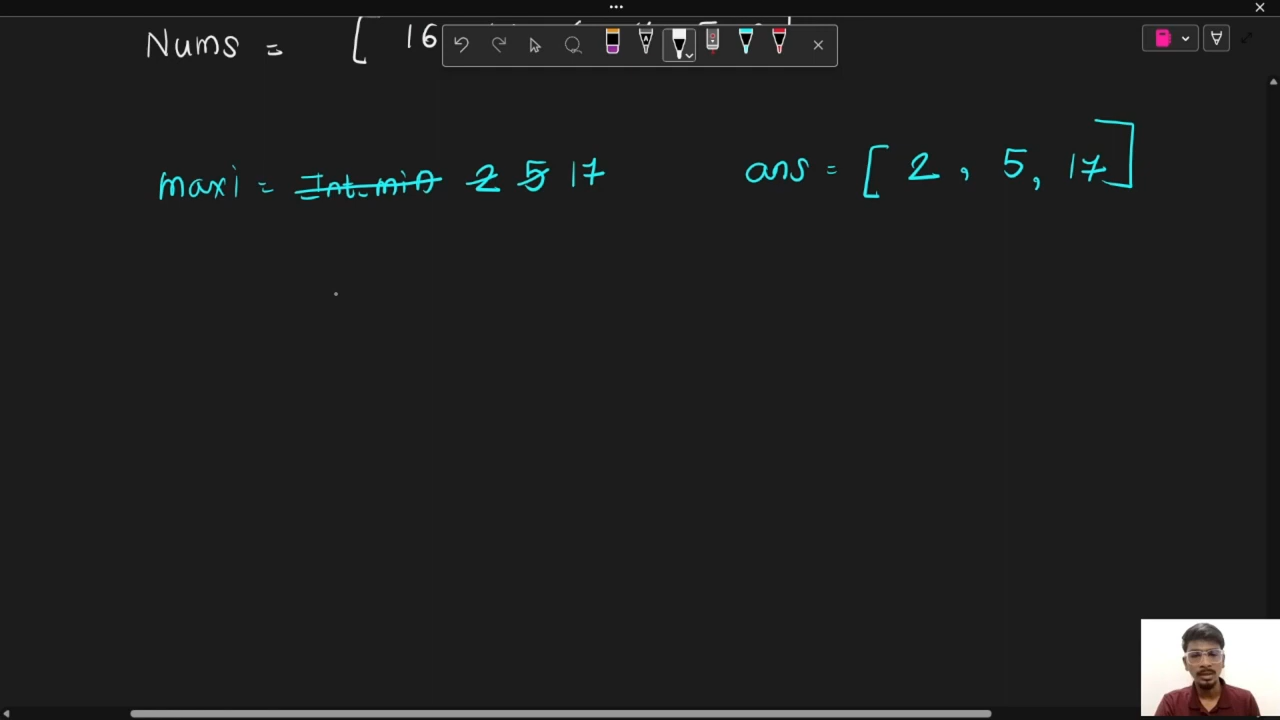 Nums = [ 16
maxi = Int-min 2 5 17 ans = [ 2 , 5, 17]